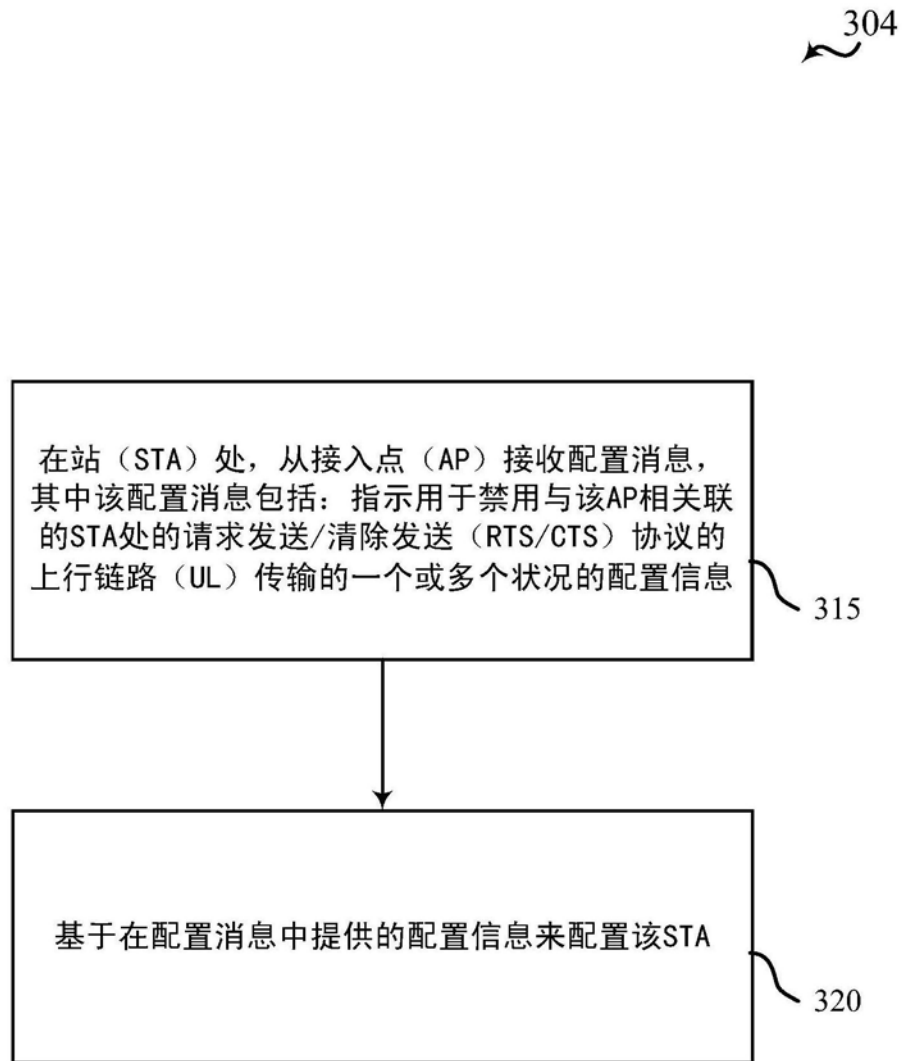 304
在站（STA）处，从接入点（AP）接收配置消息，
其中该配置消息包括：指示用于禁用与该AP相关联
的STA处的请求发送/清除发送（RTS/CTS）协议的
上行链路（UL）传输的一个或多个状况的配置信息
315
基于在配置消息中提供的配置信息来配置该STA
320